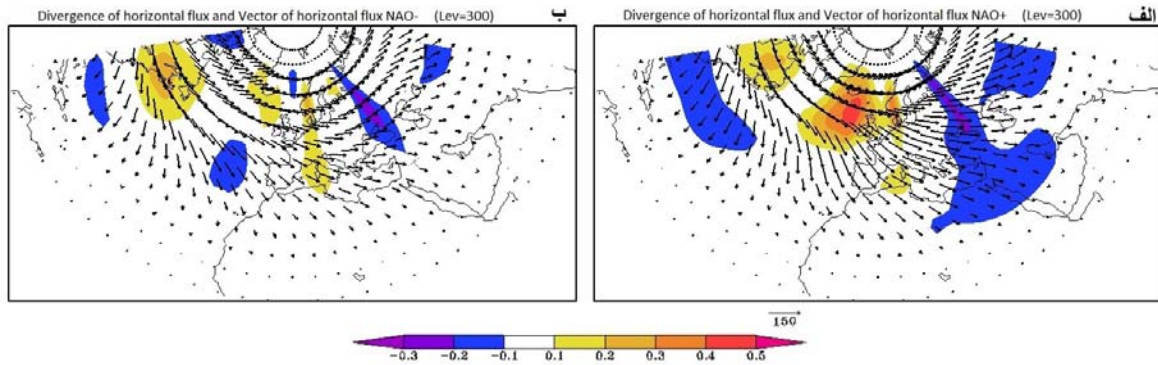 Divergence of horizontal flux and Vector of horizontal flux NAO- (Lev=300) ب
Divergence of horizontal flux and Vector of horizontal flux NAO+ (Lev=300) الف
150
-0.3 -0.2 -0.1 0.1 0.2 0.3 0.4 0.5